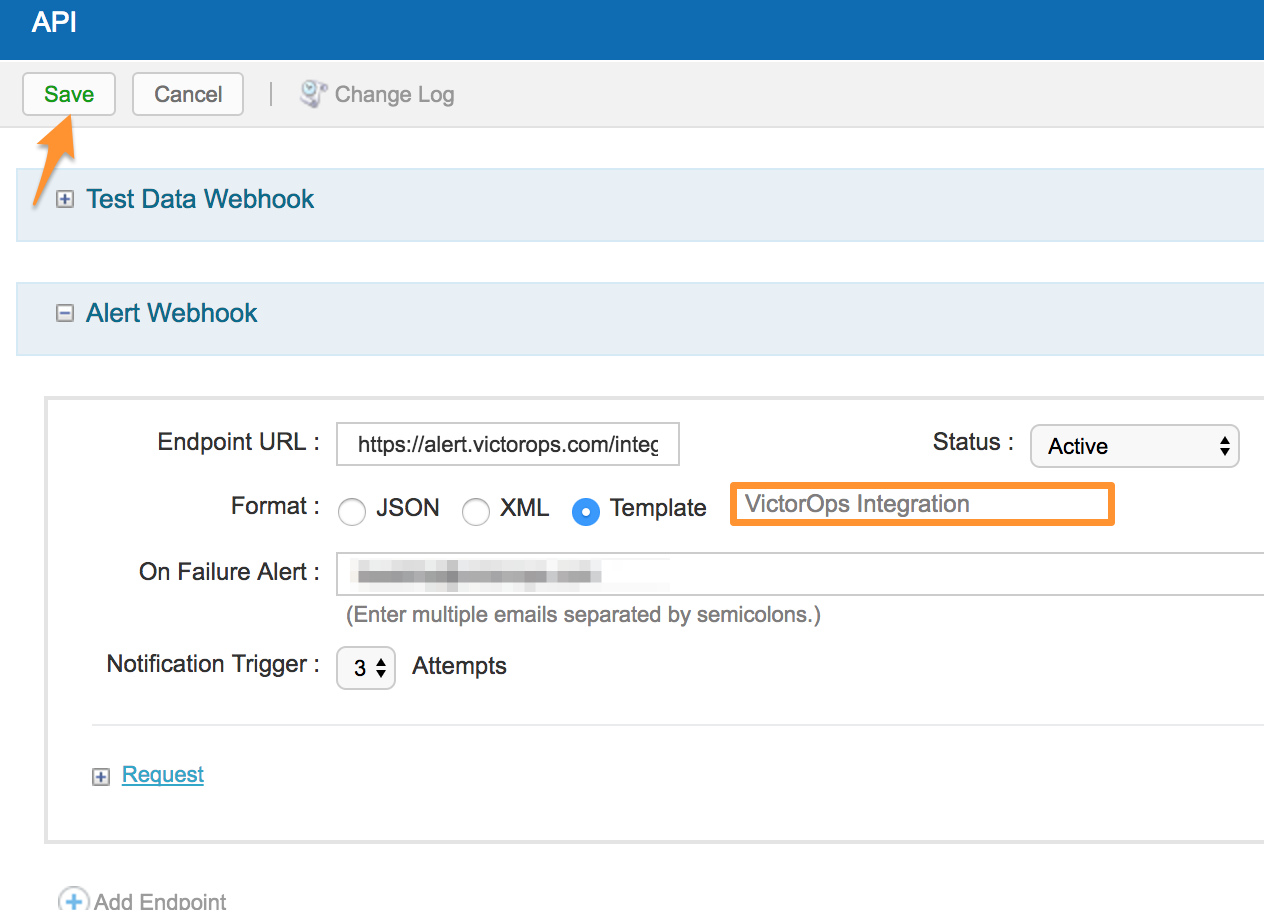 API
Save Cancel | Change Log
Test Data Webhook
Alert Webhook
Endpoint URL : https://alert.victorops.com/integ Status : Active
Format : JSON XML Template VictorOps Integration
On Failure Alert :
(Enter multiple emails separated by semicolons.)
Notification Trigger : 3 Attempts
Request
Add Endpoint